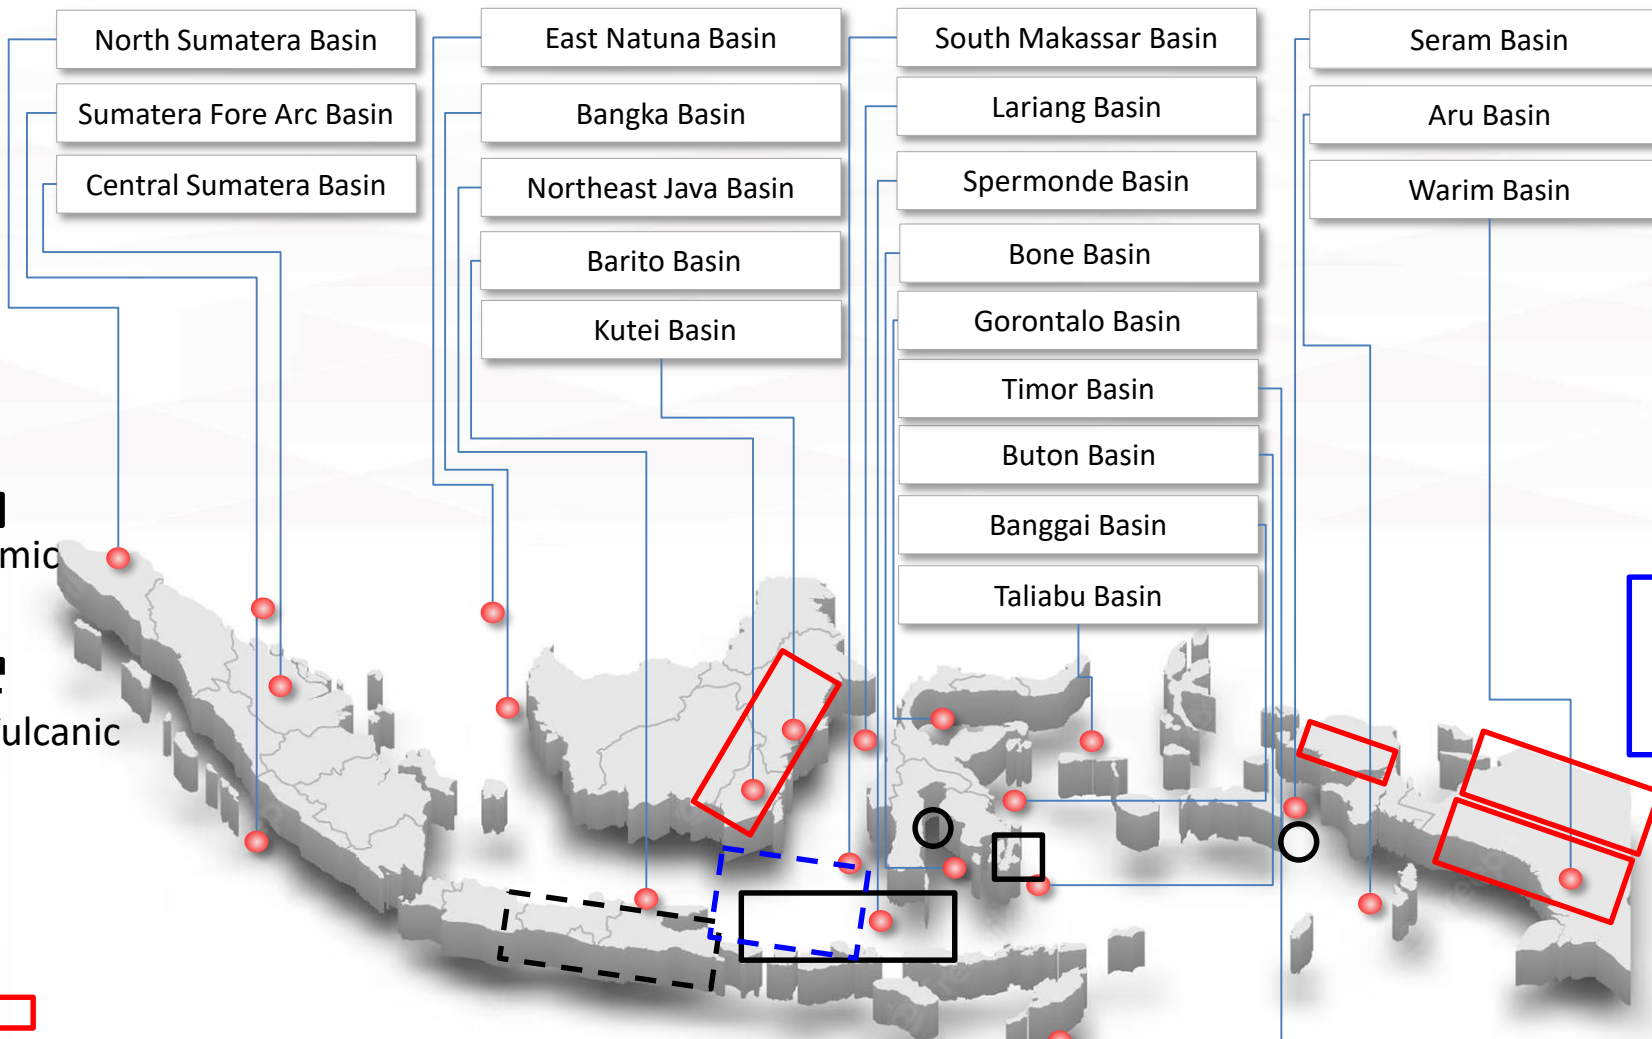 North Sumatera Basin
Sumatera Fore Arc Basin
Central Sumatera Basin
East Natuna Basin
Bangka Basin
Northeast Java Basin
Barito Basin
Kutei Basin
South Makassar Basin
Lariang Basin
Spermonde Basin
Bone Basin
Gorontalo Basin
Timor Basin
Buton Basin
Banggai Basin
Taliabu Basin
Seram Basin
Aru Basin
Warim Basin
mic
ulcanic